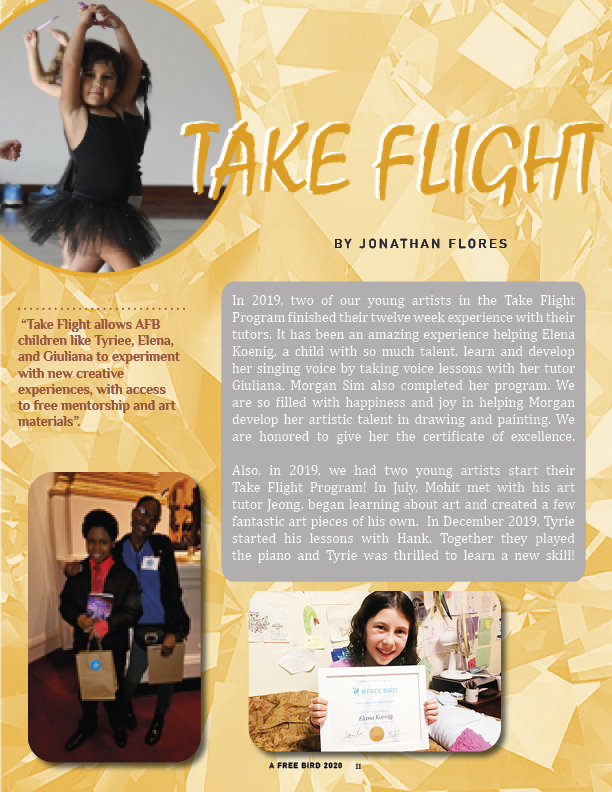 TAKE FLIGHT
BY JONATHAN FLORES
“Take Flight allows AFB
children like Tyriee, Elena,
and Giuliana to experiment
with new creative
experiences, with access
to free mentorship and art
materials”.
In 2019, two of our young artists in the Take Flight
Program finished their twelve week experience with their
tutors. It has been an amazing experience helping Elena
Koenig, a child with so much talent, learn and develop
her singing voice by taking voice lessons with her tutor
Giuliana. Morgan Sim also completed her program. We
are so filled with happiness and joy in helping Morgan
develop her artistic talent in drawing and painting. We
are honored to give her the certificate of excellence.
Also, in 2019, we had two young artists start their
Take Flight Program! In July, Mohit met with his art
tutor Jeong, began learning about art and created a few
fantastic art pieces of his own. In December 2019, Tyrie
started his lessons with Hank. Together they played
the piano and Tyrie was thrilled to learn a new skill!
A FREE BIRD
Elana Koenig
A FREE BIRD 2020 11